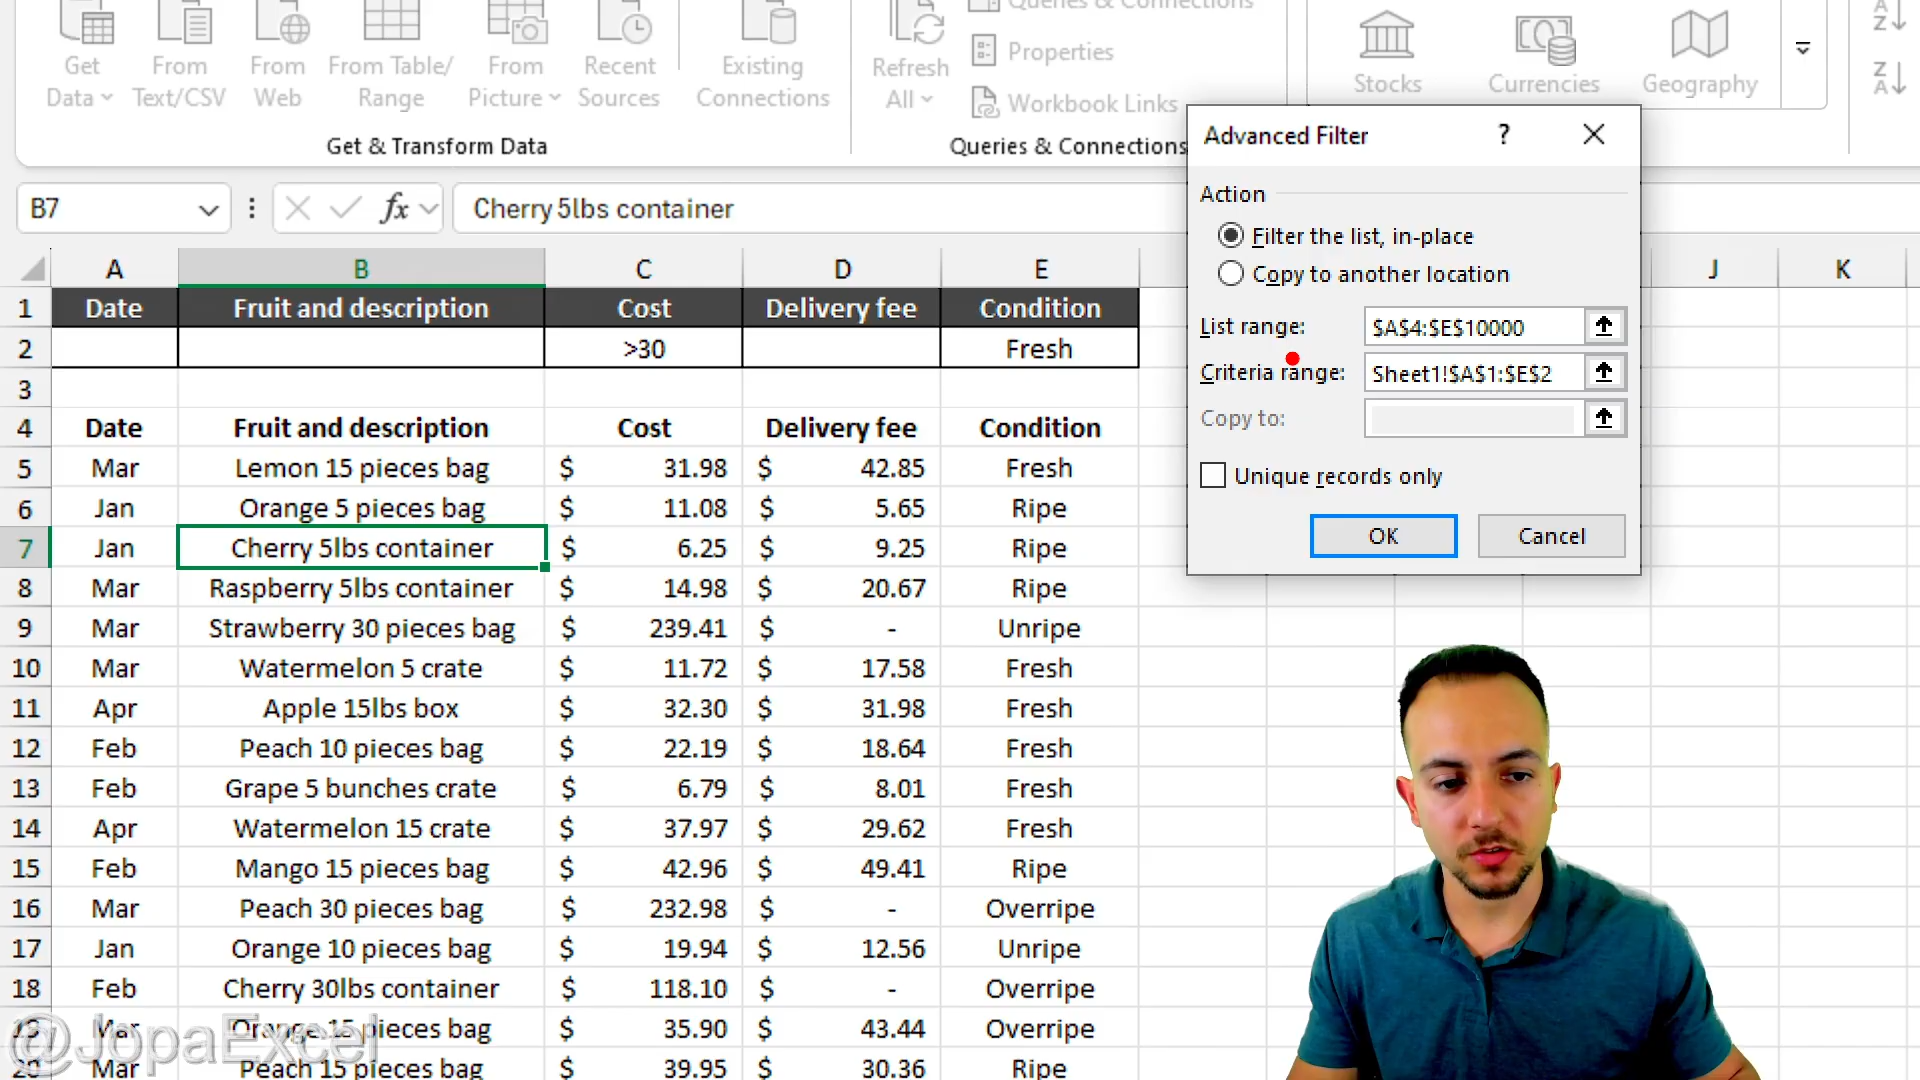 Queries & Connections
Get Data
From Text/CSV
From Web
From Table/ Range
From Picture
Recent Sources
Existing Connections
Refresh All
Properties
Workbook Links
Stocks
Currencies
Geography
Get & Transform Data
Queries & Connections
B7
fx
Cherry 5lbs container
Advanced Filter ? X
Action
Filter the list, in-place
Copy to another location
List range: $A$4:$E$10000
Criteria range: Sheet1!$A$1:$E$2
Copy to:
Unique records only
OK Cancel
A B C D E J K
1 Date Fruit and description Cost Delivery fee Condition
2 >30 Fresh
3
4 Date Fruit and description Cost Delivery fee Condition
5 Mar Lemon 15 pieces bag $ 31.98 $ 42.85 Fresh
6 Jan Orange 5 pieces bag $ 11.08 $ 5.65 Ripe
7 Jan Cherry 5lbs container $ 6.25 $ 9.25 Ripe
8 Mar Raspberry 5lbs container $ 14.98 $ 20.67 Ripe
9 Mar Strawberry 30 pieces bag $ 239.41 $ - Unripe
10 Mar Watermelon 5 crate $ 11.72 $ 17.58 Fresh
11 Apr Apple 15lbs box $ 32.30 $ 31.98 Fresh
12 Feb Peach 10 pieces bag $ 22.19 $ 18.64 Fresh
13 Feb Grape 5 bunches crate $ 6.79 $ 8.01 Fresh
14 Apr Watermelon 15 crate $ 37.97 $ 29.62 Fresh
15 Feb Mango 15 pieces bag $ 42.96 $ 49.41 Ripe
16 Mar Peach 30 pieces bag $ 232.98 $ - Overripe
17 Jan Orange 10 pieces bag $ 19.94 $ 12.56 Unripe
18 Feb Cherry 30lbs container $ 118.10 $ - Overripe
19 Mar Orange 15 pieces bag $ 35.90 $ 43.44 Overripe
20 Mar Peach 15 pieces bag $ 39.95 $ 30.36 Ripe
@JopaExcel